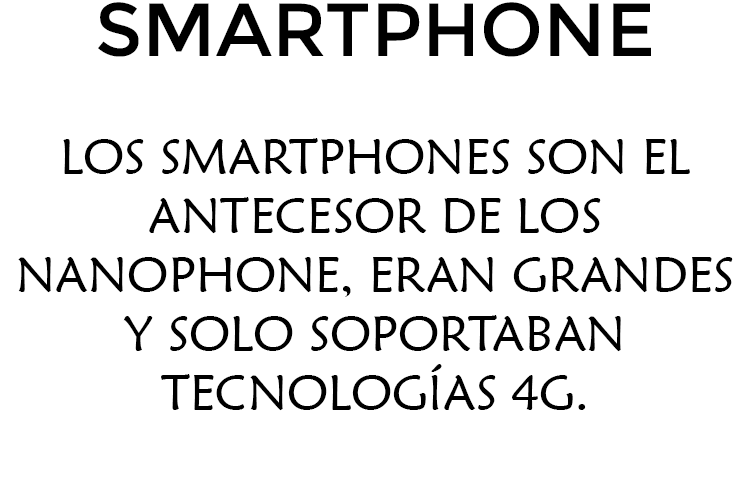 SMARTPHONE
LOS SMARTPHONES SON EL
ANTECESOR DE LOS
NANOPHONE, ERAN GRANDES
Y SOLO SOPORTABAN
TECNOLOGÍAS 4G.